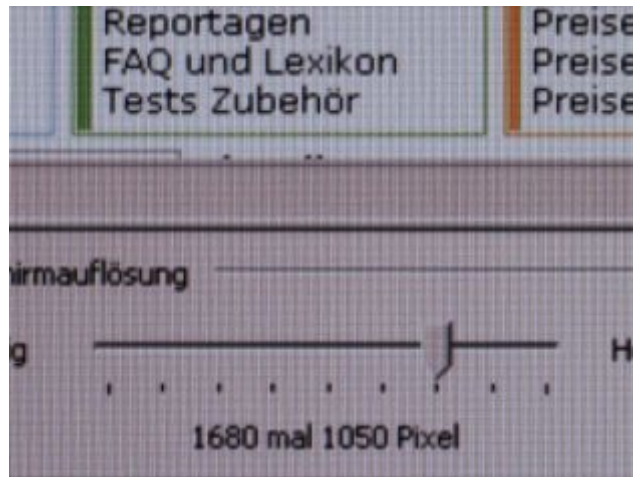 Reportagen
FAQ und Lexikon
Tests Zubehör
Preise
Preise
Preise
hirmauflösung
g
H
1680 mal 1050 Pixel